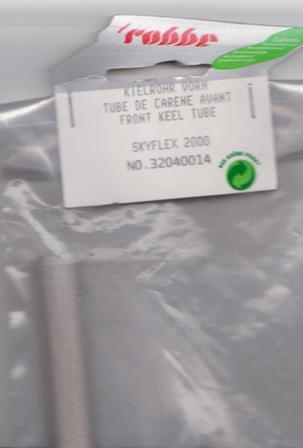 robbe
KIELROHR VORN
TUBE DE CARENE AVANT
FRONT KEEL TUBE
SKYFLEX 2000
NO.32040014